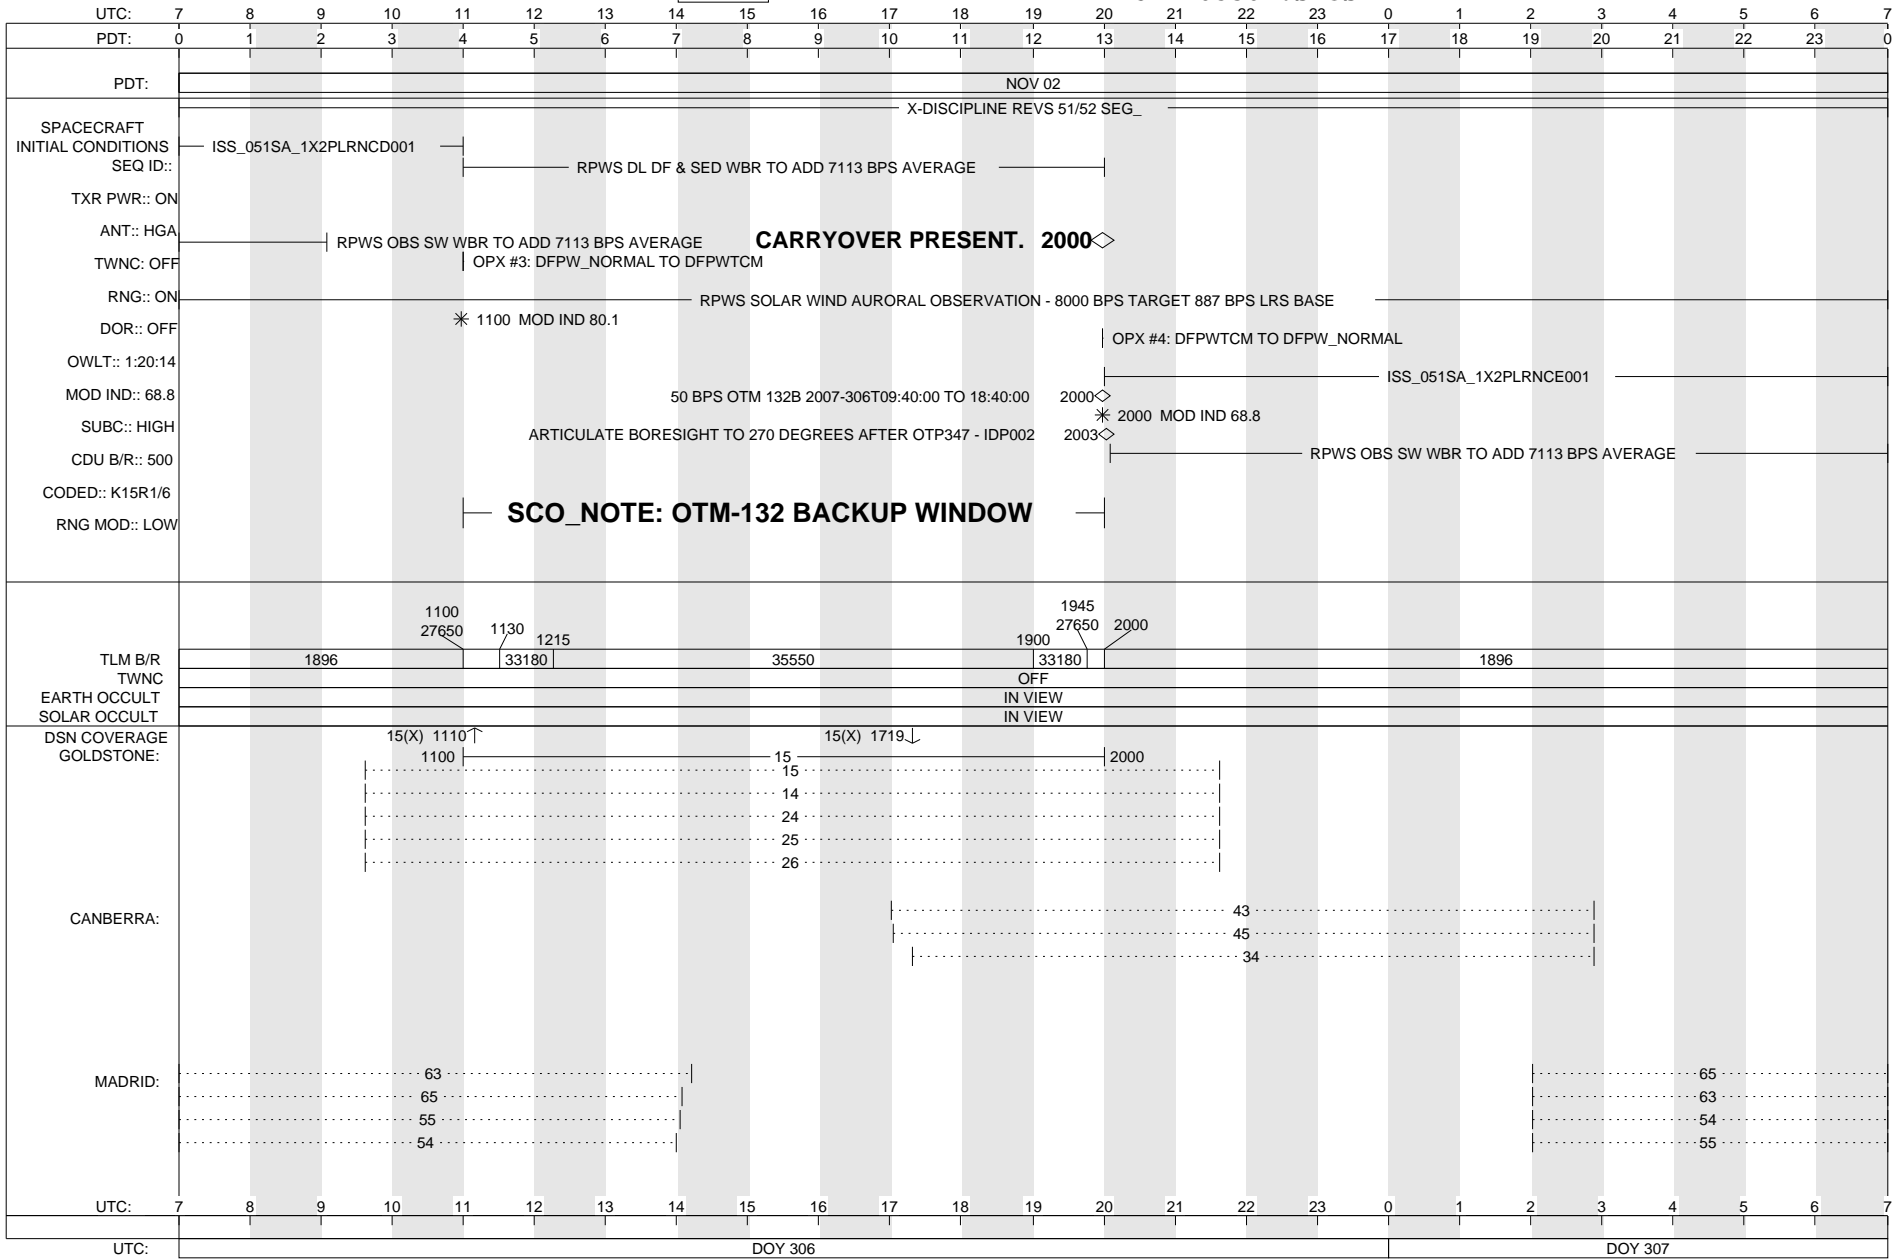 UTC: 7 8 9 10 11 12 13 14 15 16 17 18 19 20 21 22 23 0 1 2 3 4 5 6 7
PDT: 0 1 2 3 4 5 6 7 8 9 10 11 12 13 14 15 16 17 18 19 20 21 22 23 0
PDT: NOV 02
X-DISCIPLINE REVS 51/52 SEG_
SPACECRAFT
INITIAL CONDITIONS ISS_051SA_1X2PLRNCD001
SEQ ID:: RPWS DL DF & SED WBR TO ADD 7113 BPS AVERAGE
TXR PWR:: ON
ANT:: HGA
RPWS OBS SW WBR TO ADD 7113 BPS AVERAGE CARRYOVER PRESENT. 2000
TWNC: OFF OPX #3: DFPW_NORMAL TO DFPWTCM
RNG:: ON RPWS SOLAR WIND AURORAL OBSERVATION - 8000 BPS TARGET 887 BPS LRS BASE
1100 MOD IND 80.1
DOR:: OFF
OPX #4: DFPWTCM TO DFPW_NORMAL
OWLT:: 1:20:14
ISS_051SA_1X2PLRNCE001
MOD IND:: 68.8 50 BPS OTM 132B 2007-306T09:40:00 TO 18:40:00 2000
2000 MOD IND 68.8
SUBC:: HIGH
ARTICULATE BORESIGHT TO 270 DEGREES AFTER OTP347 - IDP002 2003
CDU B/R:: 500 RPWS OBS SW WBR TO ADD 7113 BPS AVERAGE
CODED:: K15R1/6
SCO_NOTE: OTM-132 BACKUP WINDOW
RNG MOD:: LOW
1100 1945
27650 1130 27650 2000
1215 1900
TLM B/R 1896 33180 35550 33180 1896
TWNC OFF
EARTH OCCULT IN VIEW
SOLAR OCCULT IN VIEW
DSN COVERAGE 15(X) 1110 15(X) 1719
GOLDSTONE: 1100 15 2000
15
14
24
25
26
CANBERRA: 43
45
34
MADRID: 63 65
65 63
55 54
54 55
UTC: 7 8 9 10 11 12 13 14 15 16 17 18 19 20 21 22 23 0 1 2 3 4 5 6 7
UTC: DOY 306 DOY 307